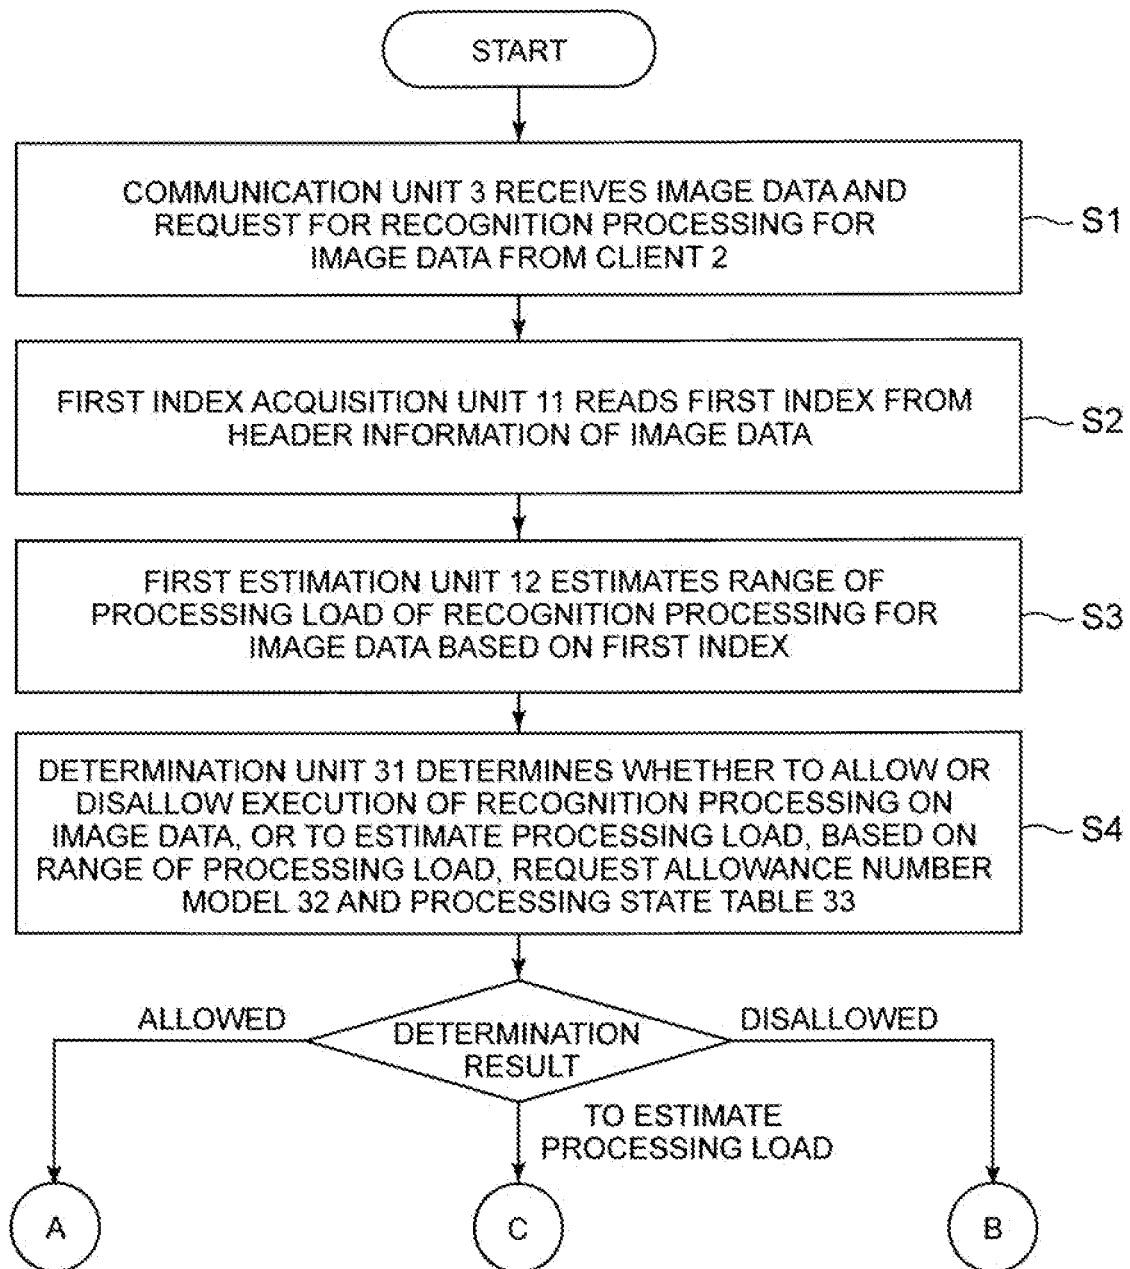 START
COMMUNICATION UNIT 3 RECEIVES IMAGE DATA AND
REQUEST FOR RECOGNITION PROCESSING FOR
IMAGE DATA FROM CLIENT 2
S1
FIRST INDEX ACQUISITION UNIT 11 READS FIRST INDEX FROM
HEADER INFORMATION OF IMAGE DATA
S2
FIRST ESTIMATION UNIT 12 ESTIMATES RANGE OF
PROCESSING LOAD OF RECOGNITION PROCESSING FOR
IMAGE DATA BASED ON FIRST INDEX
S3
DETERMINATION UNIT 31 DETERMINES WHETHER TO ALLOW OR
DISALLOW EXECUTION OF RECOGNITION PROCESSING ON
IMAGE DATA, OR TO ESTIMATE PROCESSING LOAD, BASED ON
RANGE OF PROCESSING LOAD, REQUEST ALLOWANCE NUMBER
MODEL 32 AND PROCESSING STATE TABLE 33
S4
ALLOWED
DETERMINATION
RESULT
DISALLOWED
TO ESTIMATE
PROCESSING LOAD
A
C
B